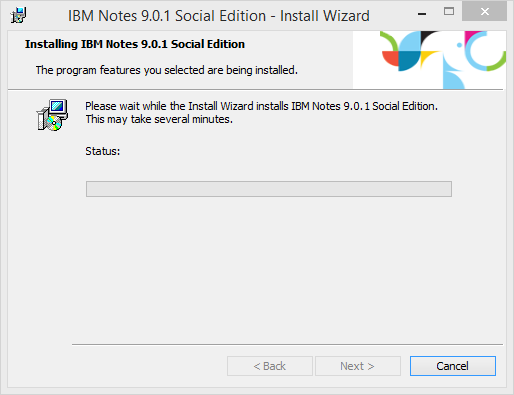 IBM Notes 9.0.1 Social Edition - Install Wizard
Installing IBM Notes 9.0.1 Social Edition
The program features you selected are being installed.
Please wait while the Install Wizard installs IBM Notes 9.0.1 Social Edition.
This may take several minutes.
Status:
< Back Next > Cancel